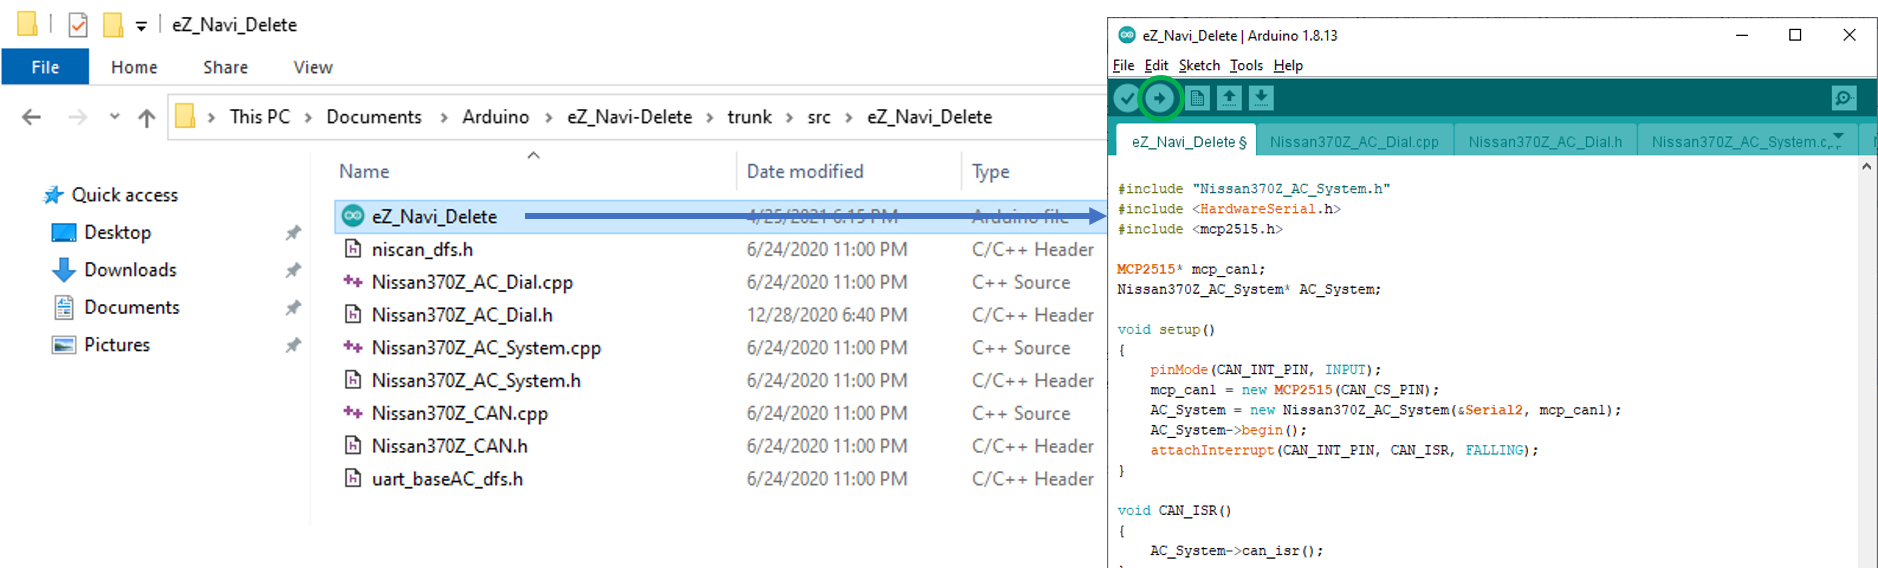 eZ_Navi_Delete
File Home Share View
This PC > Documents > Arduino > eZ_Navi-Delete > trunk > src > eZ_Navi_Delete
Name Date modified Type
Quick access
Desktop
Downloads
Documents
Pictures
eZ_Navi_Delete 4/25/2021 6:15 PM Arduino file
niscan_dfs.h 6/24/2020 11:00 PM C/C++ Header
Nissan370Z_AC_Dial.cpp 6/24/2020 11:00 PM C++ Source
Nissan370Z_AC_Dial.h 12/28/2020 6:40 PM C/C++ Header
Nissan370Z_AC_System.cpp 6/24/2020 11:00 PM C++ Source
Nissan370Z_AC_System.h 6/24/2020 11:00 PM C/C++ Header
Nissan370Z_CAN.cpp 6/24/2020 11:00 PM C++ Source
Nissan370Z_CAN.h 6/24/2020 11:00 PM C/C++ Header
uart_baseAC_dfs.h 6/24/2020 11:00 PM C/C++ Header
eZ_Navi_Delete | Arduino 1.8.13
File Edit Sketch Tools Help
eZ_Navi_Delete § Nissan370Z_AC_Dial.cpp Nissan370Z_AC_Dial.h Nissan370Z_AC_System.c
#include "Nissan370Z_AC_System.h"
#include <HardwareSerial.h>
#include <mcp2515.h>
MCP2515* mcp_can1;
Nissan370Z_AC_System* AC_System;
void setup()
{
pinMode(CAN_INT_PIN, INPUT);
mcp_can1 = new MCP2515(CAN_CS_PIN);
AC_System = new Nissan370Z_AC_System(&Serial2, mcp_can1);
AC_System->begin();
attachInterrupt(CAN_INT_PIN, CAN_ISR, FALLING);
}
void CAN_ISR()
{
AC_System->can_isr();